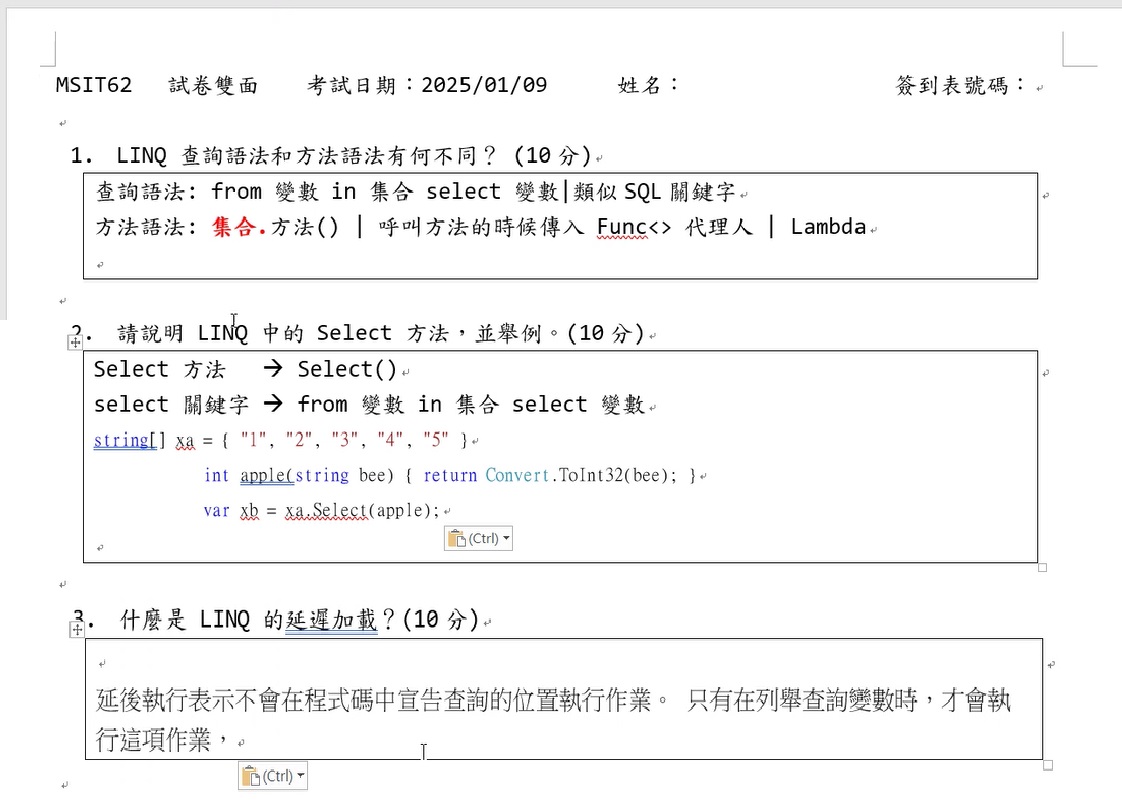 MSIT62 試卷雙面 考試日期：2025/01/09 姓名： 簽到表號碼：
1. LINQ 查詢語法和方法語法有何不同？ (10 分)
查詢語法: from 變數 in 集合 select 變數|類似 SQL 關鍵字
方法語法: 集合.方法() | 呼叫方法的時候傳入 Func<> 代理人 | Lambda
2. 請說明 LINQ 中的 Select 方法，並舉例。(10 分)
Select 方法 → Select()
select 關鍵字 → from 變數 in 集合 select 變數
string[] xa = { "1", "2", "3", "4", "5" }
int apple(string bee) { return Convert.ToInt32(bee); }
var xb = xa.Select(apple);
(Ctrl)
3. 什麼是 LINQ 的延遲加載？(10 分)
延後執行表示不會在程式碼中宣告查詢的位置執行作業。 只有在列舉查詢變數時，才會執
行這項作業，
(Ctrl)